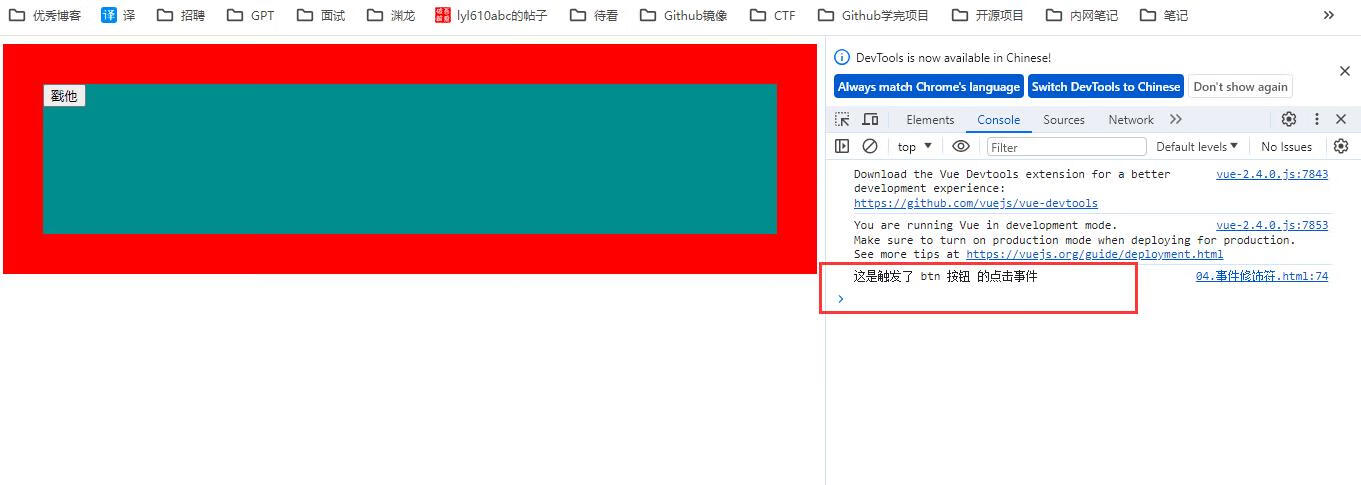 优秀博客 译 译 招聘 GPT 面试 渊龙 lyl610abc的帖子 待看 Github镜像 CTF Github学完项目 开源项目 内网笔记 笔记
戳他
DevTools is now available in Chinese!
Always match Chrome's language Switch DevTools to Chinese Don't show again
Elements Console Sources Network
top Filter Default levels No Issues
Download the Vue Devtools extension for a better vue-2.4.0.js:7843
development experience:
https://github.com/vuejs/vue-devtools
You are running Vue in development mode. vue-2.4.0.js:7853
Make sure to turn on production mode when deploying for production.
See more tips at https://vuejs.org/guide/deployment.html
这是触发了 btn 按钮 的点击事件 04.事件修饰符.html:74